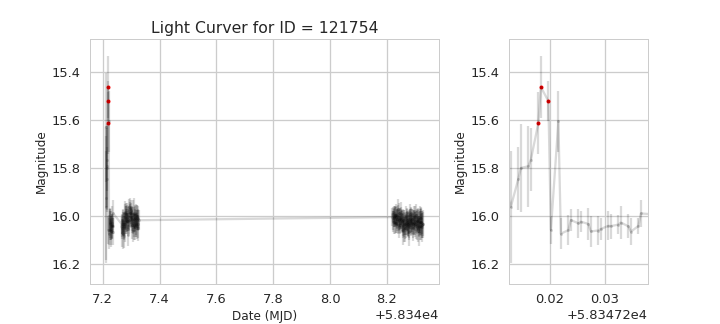 Light Curver for ID = 121754
Magnitude
15.4
15.6
15.8
16.0
16.2
7.2 7.4 7.6 7.8 8.0 8.2
Date (MJD) +5.834e4
Magnitude
15.4
15.6
15.8
16.0
16.2
0.02 0.03
+5.83472e4